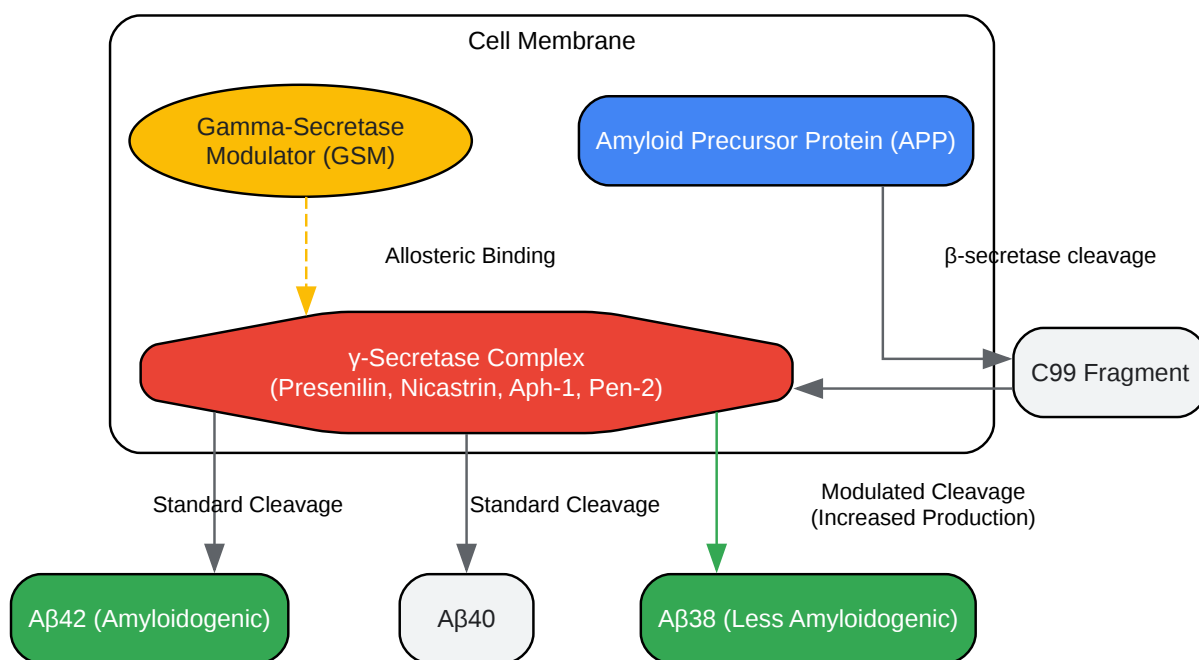 Cell Membrane
Gamma-Secretase
Modulator (GSM)
Amyloid Precursor Protein (APP)
Allosteric Binding
β-secretase cleavage
γ-Secretase Complex
(Presenilin, Nicastrin, Aph-1, Pen-2)
C99 Fragment
Standard Cleavage
Standard Cleavage
Modulated Cleavage
(Increased Production)
Aβ42 (Amyloidogenic)
Aβ40
Aβ38 (Less Amyloidogenic)